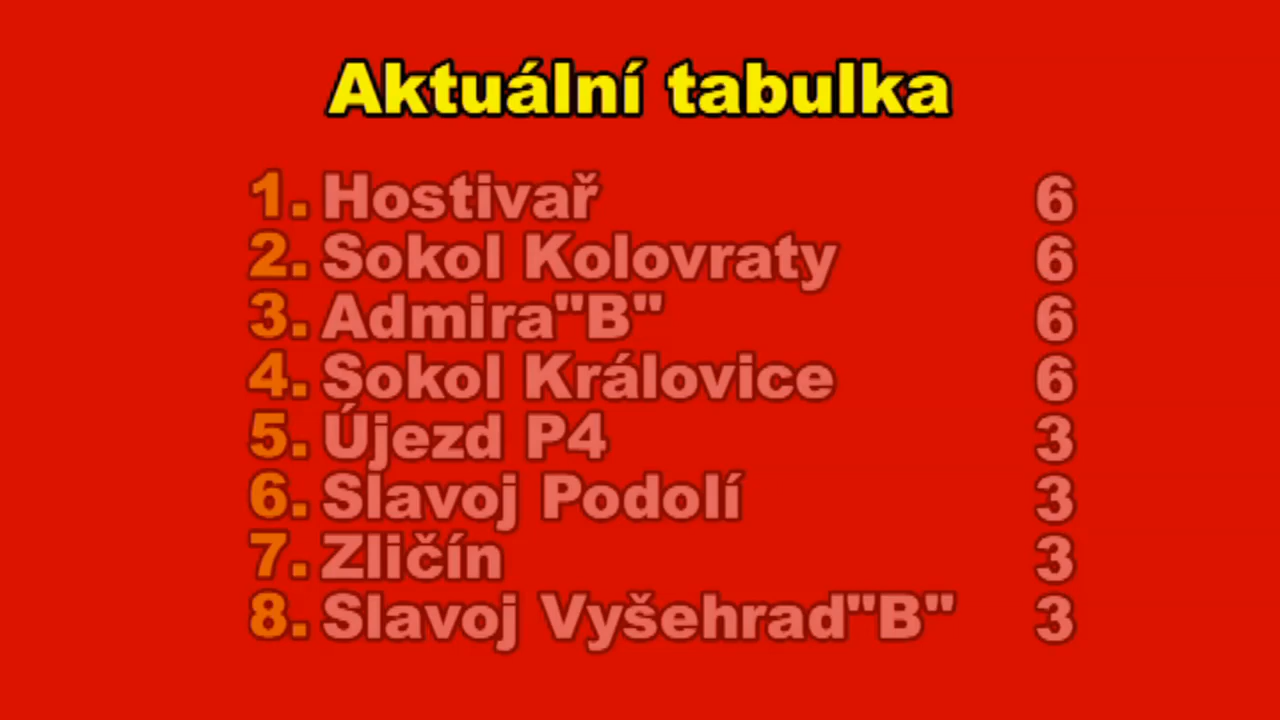 Aktuální tabulka
1. Hostivař 6
2. Sokol Kolovraty 6
3. Admira"B" 6
4. Sokol Královice 6
5. Újezd P4 3
6. Slavoj Podolí 3
7. Zličín 3
8. Slavoj Vyšehrad"B" 3